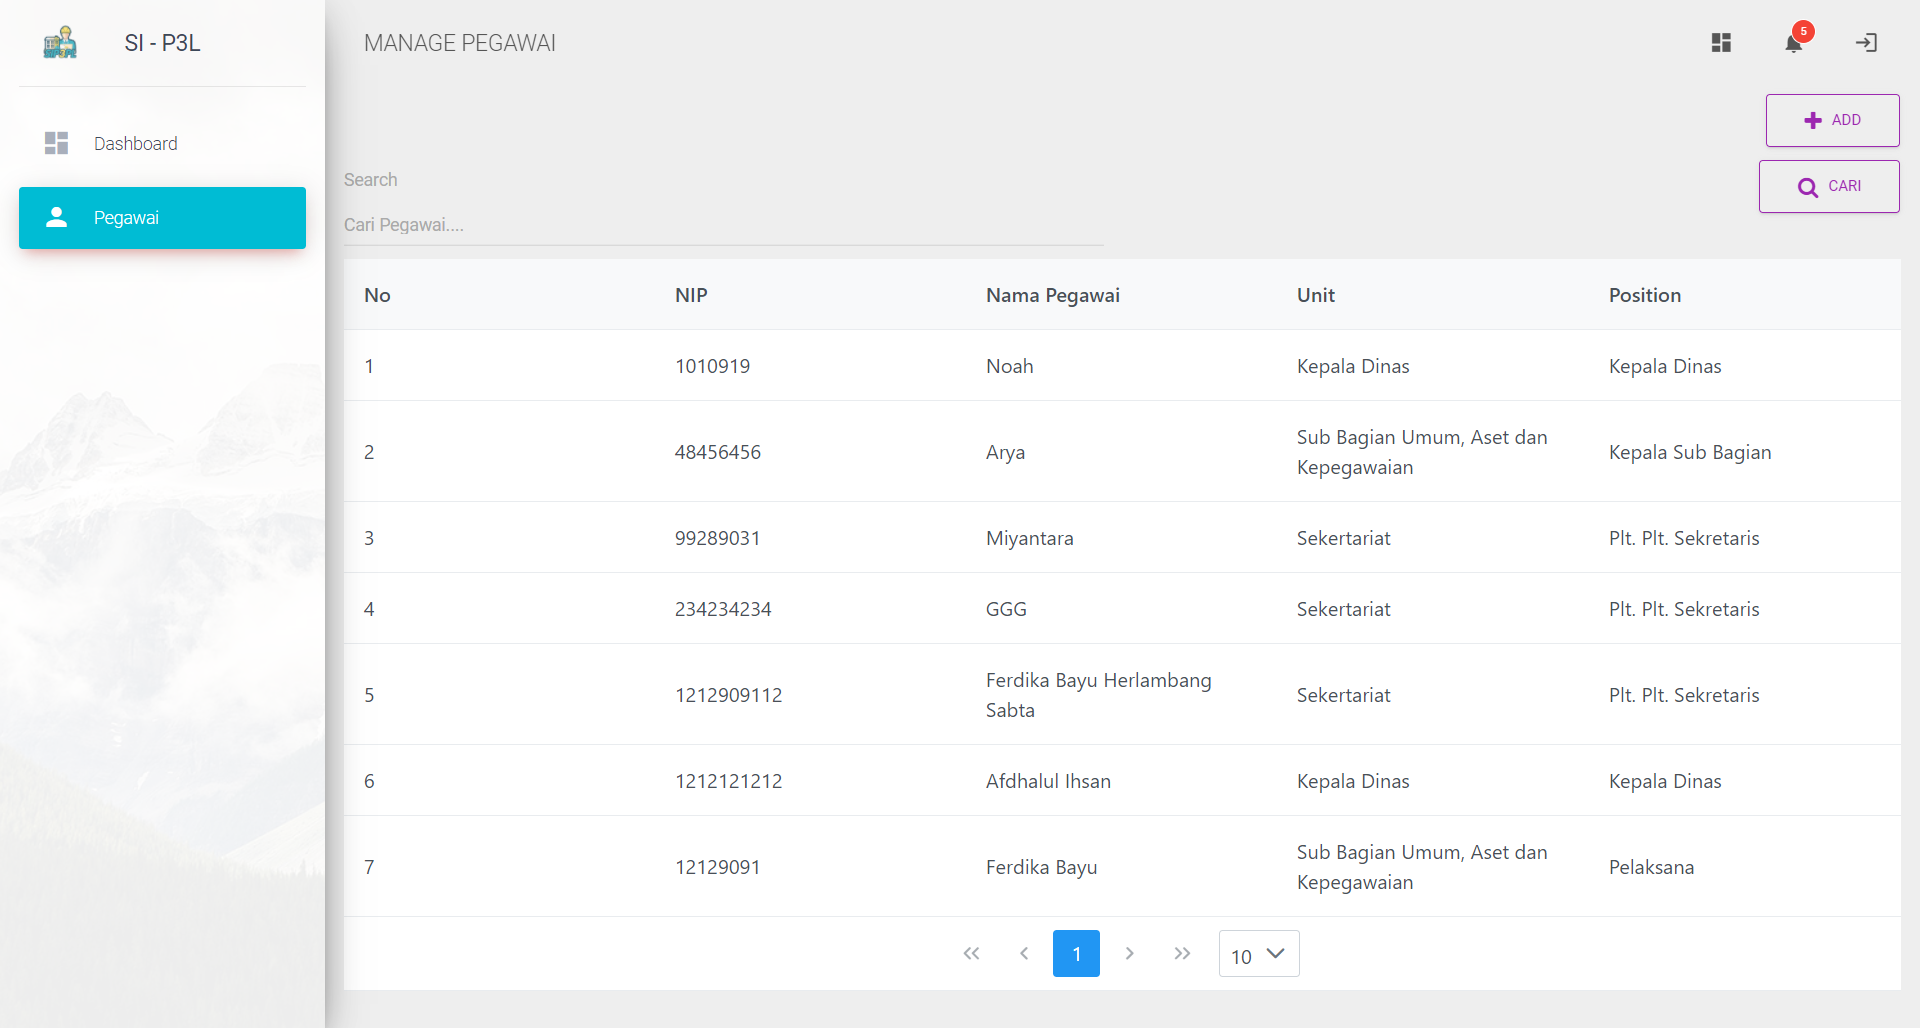 SI - P3L
MANAGE PEGAWAI
5
Dashboard
Pegawai
ADD
CARI
Search
Cari Pegawai....
No NIP Nama Pegawai Unit Position
1 1010919 Noah Kepala Dinas Kepala Dinas
2 48456456 Arya Sub Bagian Umum, Aset dan Kepegawaian Kepala Sub Bagian
3 99289031 Miyantara Sekertariat Plt. Plt. Sekretaris
4 234234234 GGG Sekertariat Plt. Plt. Sekretaris
5 1212909112 Ferdika Bayu Herlambang Sabta Sekertariat Plt. Plt. Sekretaris
6 1212121212 Afdhalul Ihsan Kepala Dinas Kepala Dinas
7 12129091 Ferdika Bayu Sub Bagian Umum, Aset dan Kepegawaian Pelaksana
1 10